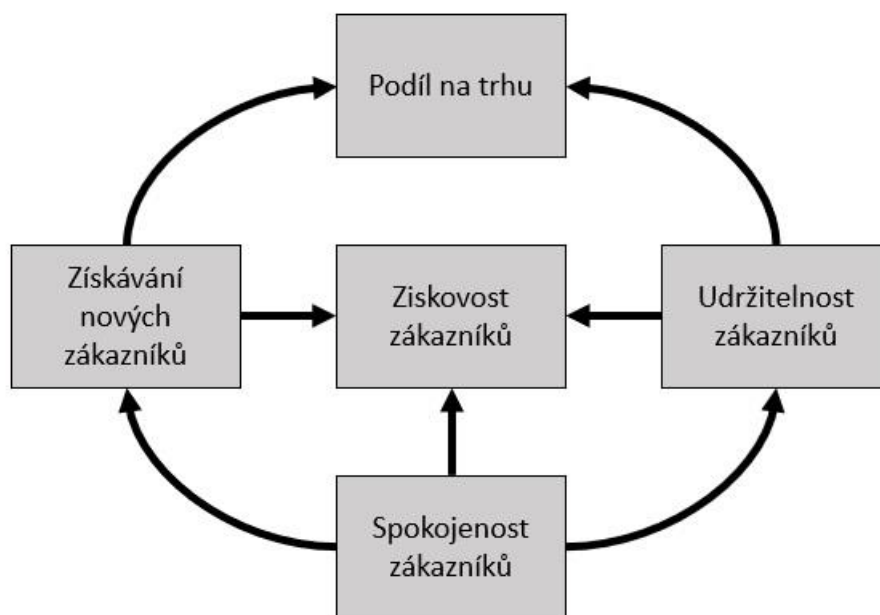 Podíl na trhu
Získávání
nových
zákazníků
Ziskovost
zákazníků
Udržitelnost
zákazníků
Spokojenost
zákazníků